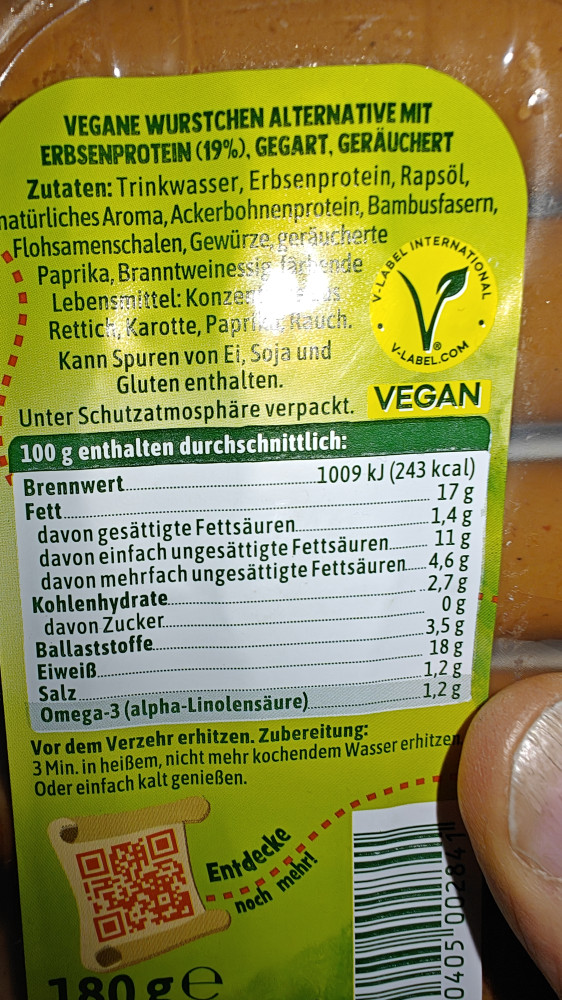 VEGANE WÜRSTCHEN ALTERNATIVE MIT
ERBSENPROTEIN (19%), GEGART, GERÄUCHERT
Zutaten: Trinkwasser, Erbsenprotein, Rapsöl,
natürliches Aroma, Ackerbohnenprotein, Bambusfasern,
Flohsamenschalen, Gewürze, geräucherte
Paprika, Branntweinessig, färbende
Lebensmittel:
Rettich, Karotte, Paprika, Rauch.
Kann Spuren von Ei, Soja und
Gluten enthalten.
Unter Schutzatmosphäre verpackt.
V-LABEL INTERNATIONAL
V-LABEL.COM
VEGAN
100 g enthalten durchschnittlich:
Brennwert 1009 kJ (243 kcal)
Fett 17 g
davon gesättigte Fettsäuren 1,4 g
davon einfach ungesättigte Fettsäuren 11 g
davon mehrfach ungesättigte Fettsäuren 4,6 g
Kohlenhydrate 2,7 g
davon Zucker 0 g
Ballaststoffe 3,5 g
Eiweiß 18 g
Salz 1,2 g
Omega-3 (alpha-Linolensäure) 1,2 g
Vor dem Verzehr erhitzen. Zubereitung:
3 Min. in heißem, nicht mehr kochendem Wasser erhitzen
Oder einfach kalt genießen.
Entdecke
noch mehr!
180 g e